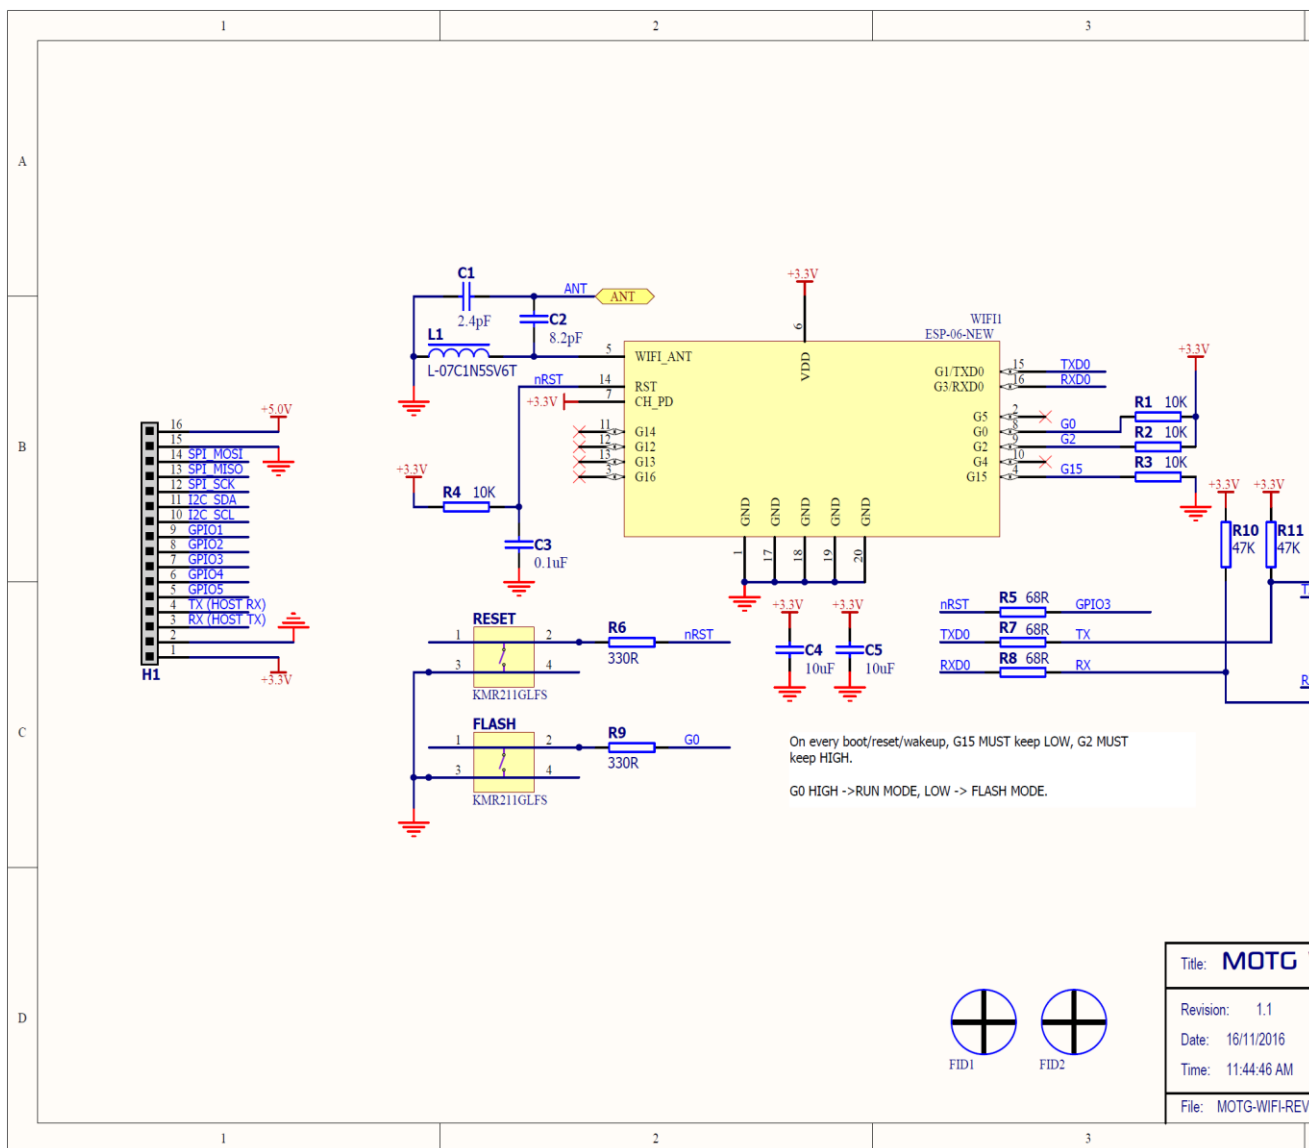 1 2 3
A
B
C
D
+3.3V
C1
ANT
ANT
2.4pF
C2
8.2pF
L1
L-07C1N5SV6T
WIFI1
ESP-06-NEW
6
VDD
5 WIFI_ANT
nRST 14 RST
+3.3V 7 CH_PD
11 G14
12 G12
13 G13
3 G16
G1/TXD0 15 TXD0
G3/RXD0 16 RXD0
G5 2
G0 8 G0
G2 9 G2
G4 10
G15 4 G15
+3.3V
R1 10K
R2 10K
R3 10K
GND GND GND GND GND
1 17 18 19 20
+3.3V
R4 10K
C3
0.1uF
+5.0V
16
15
14 SPI_MOSI
13 SPI_MISO
12 SPI_SCK
11 I2C_SDA
10 I2C_SCL
9 GPIO1
8 GPIO2
7 GPIO3
6 GPIO4
5 GPIO5
4 TX (HOST RX)
3 RX (HOST TX)
2
1
H1
+3.3V
+3.3V +3.3V
R10 R11
47K 47K
RESET
1 2
3 4
KMR211GLFS
R6
330R
nRST
FLASH
1 2
3 4
KMR211GLFS
R9
330R
G0
+3.3V +3.3V
C4 C5
10uF 10uF
nRST R5 68R GPIO3
TXD0 R7 68R TX
RXD0 R8 68R RX
T
R
On every boot/reset/wakeup, G15 MUST keep LOW, G2 MUST
keep HIGH.
G0 HIGH ->RUN MODE, LOW -> FLASH MODE.
FID1 FID2
Title: MOTG
Revision: 1.1
Date: 16/11/2016
Time: 11:44:46 AM
File: MOTG-WIFI-REV
1 2 3